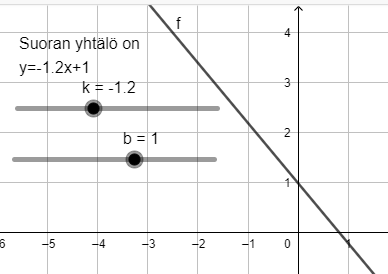 f
4
Suoran yhtälö on
y=-1.2x+1
k = -1.2
3
b = 1
2
1
6 –5 –4 –3 –2 –1 0 1